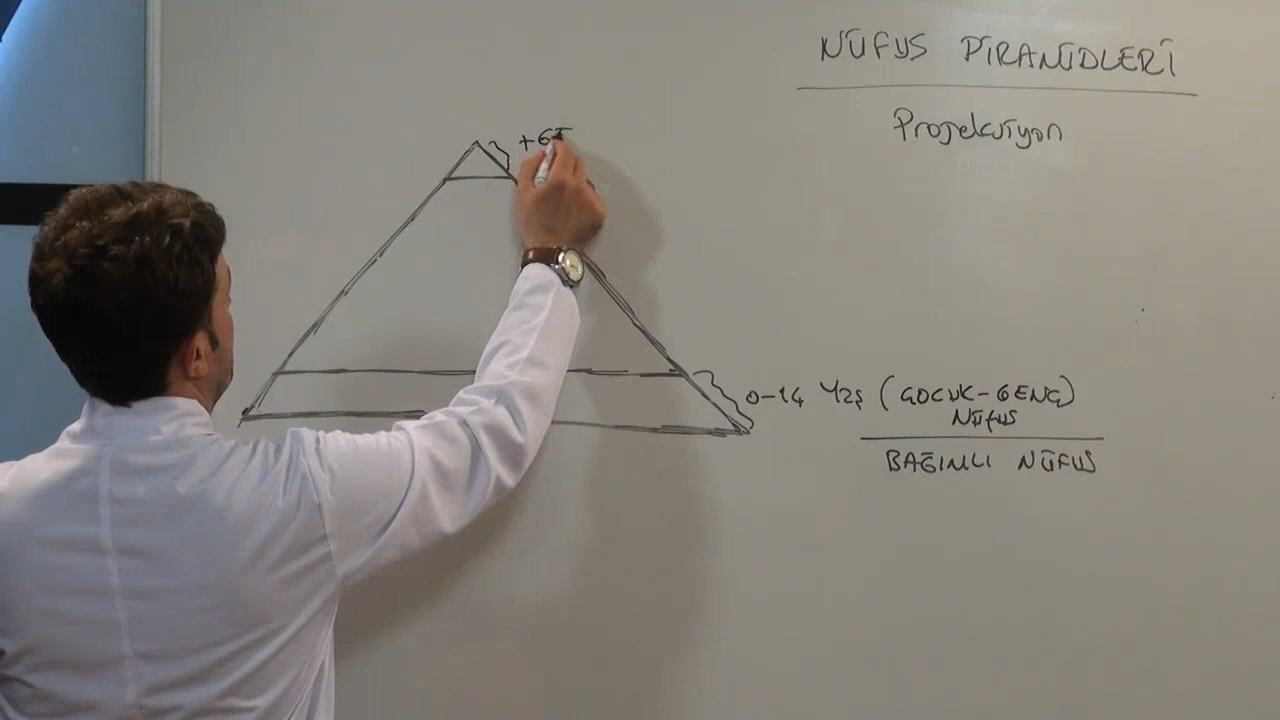 NÜFUS PİRAMİDLERİ
Projeksiyon
+65
0-14 Yaş (ÇOCUK-GENÇ)
Nüfus
BAĞIMLI NÜFUS